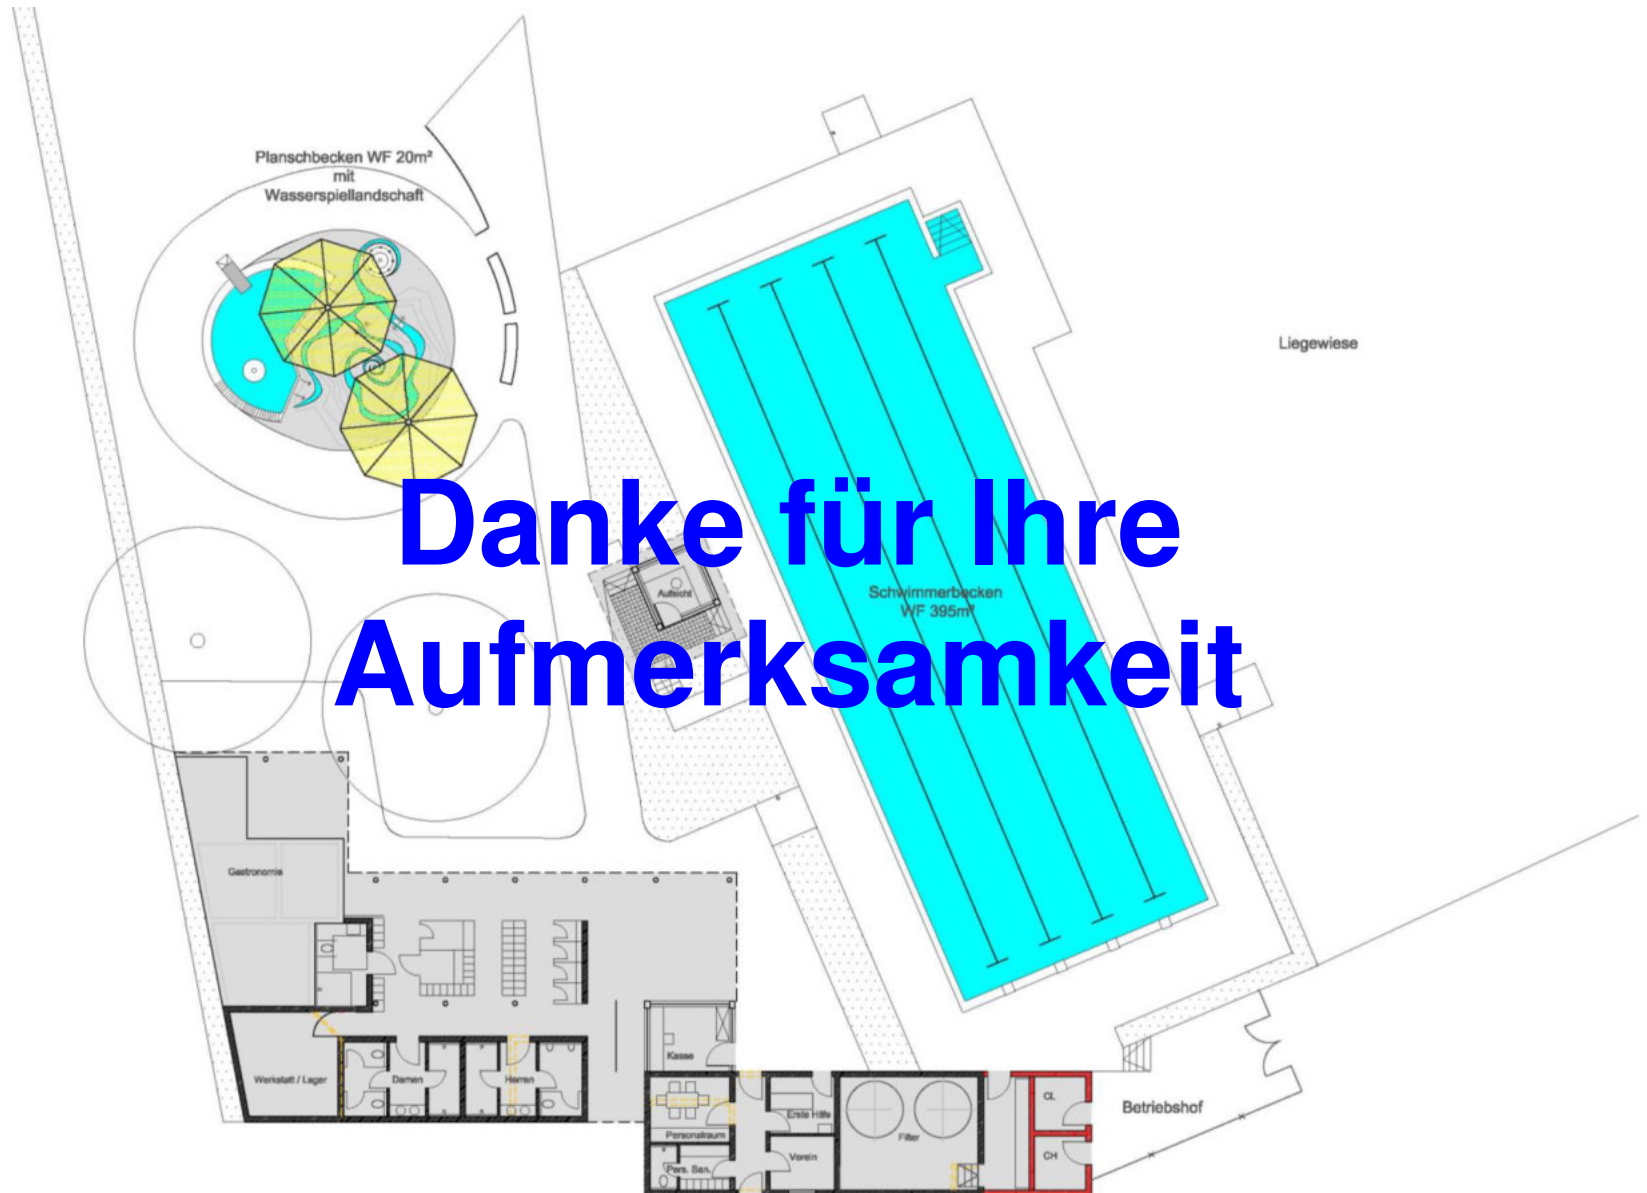 Planschbecken WF 20m²
mit
Wasserspiellandschaft
Liegewiese
Danke für Ihre
Aufsicht
Schwimmerbecken
WF 395m²
Aufmerksamkeit
Gastronomie
Kasse
Werkstatt / Lager
Damen
Herren
CL
Betriebshof
Erste Hilfe
Personalraum
Filter
Verein
CH
Pers. San.